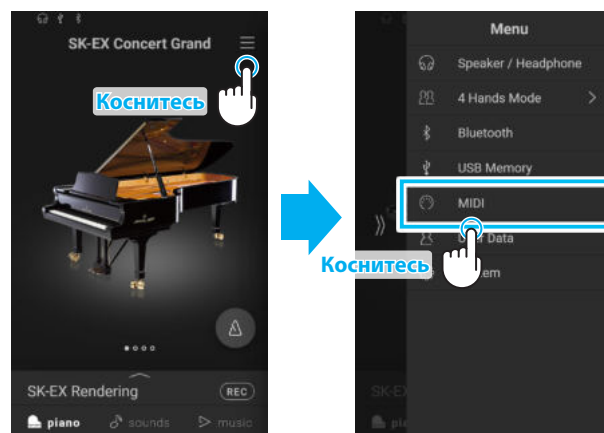 SK-EX Concert Grand
Коснитесь
SK-EX Rendering
REC
piano
sounds
music
Menu
Speaker / Headphone
4 Hands Mode
Bluetooth
USB Memory
MIDI
Data
Коснитесь
SK-EX